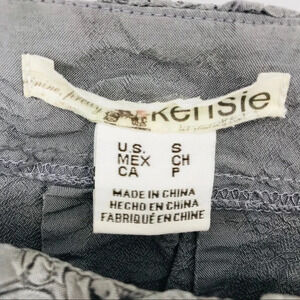 kensie
U.S. S
MEX CH
CA P
MADE IN CHINA
HECHO EN CHINA
FABRIQUÉ EN CHINE